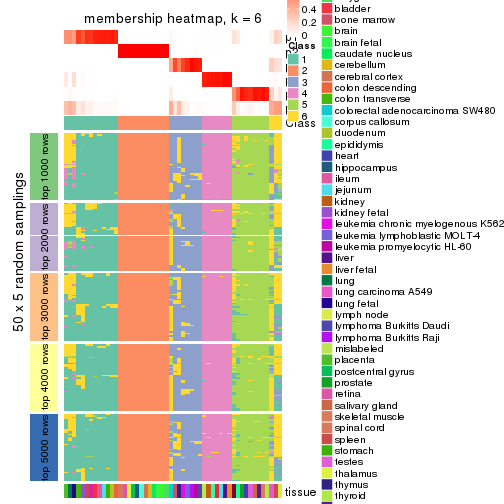 membership heatmap, k = 6
0.4
0.2
0
Class
1
2
3
4
5
6
Class
50 x 5 random samplings
top 1000 rows
top 2000 rows
top 3000 rows
top 4000 rows
top 5000 rows
tissue
bladder
bone marrow
brain
brain fetal
caudate nucleus
cerebellum
cerebral cortex
colon descending
colon transverse
colorectal adenocarcinoma SW480
corpus callosum
duodenum
epididymis
heart
hippocampus
ileum
jejunum
kidney
kidney fetal
leukemia chronic myelogenous K562
leukemia lymphoblastic MOLT-4
leukemia promyelocytic HL-60
liver
liver fetal
lung
lung carcinoma A549
lung fetal
lymph node
lymphoma Burkitts Daudi
lymphoma Burkitts Raji
mislabeled
placenta
postcentral gyrus
prostate
retina
salivary gland
skeletal muscle
spinal cord
spleen
stomach
testes
thalamus
thymus
thyroid